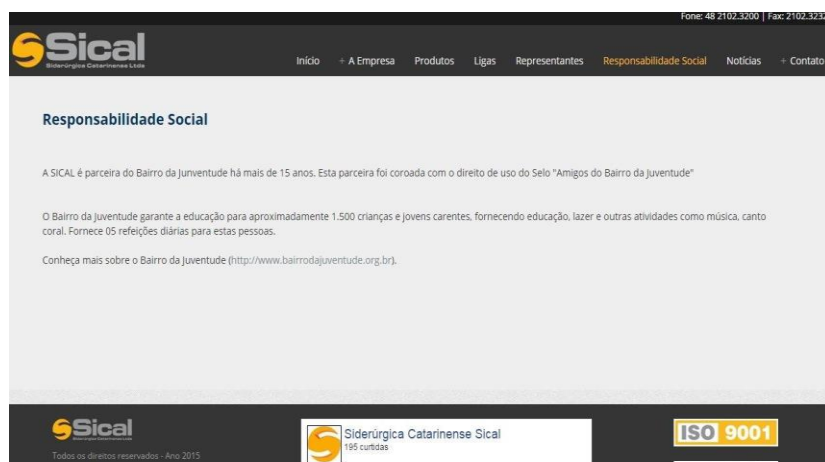 Fone: 48 2102.3200 | Fax: 2102.3232
Sical
Siderúrgica Catarinense Ltda
Início + A Empresa Produtos Ligas Representantes Responsabilidade Social Notícias + Contato
Responsabilidade Social
A SICAL é parceira do Bairro da Junventude há mais de 15 anos. Esta parceira foi coroada com o direito de uso do Selo "Amigos do Bairro da Juventude"
O Bairro da Juventude garante a educação para aproximadamente 1.500 crianças e jovens carentes, fornecendo educação, lazer e outras atividades como música, canto
coral. Fornece 05 refeições diárias para estas pessoas.
Conheça mais sobre o Bairro da Juventude (http://www.bairrodajuventude.org.br).
Sical
Todos os direitos reservados - Ano 2015
Siderúrgica Catarinense Sical
195 curtidas
ISO 9001